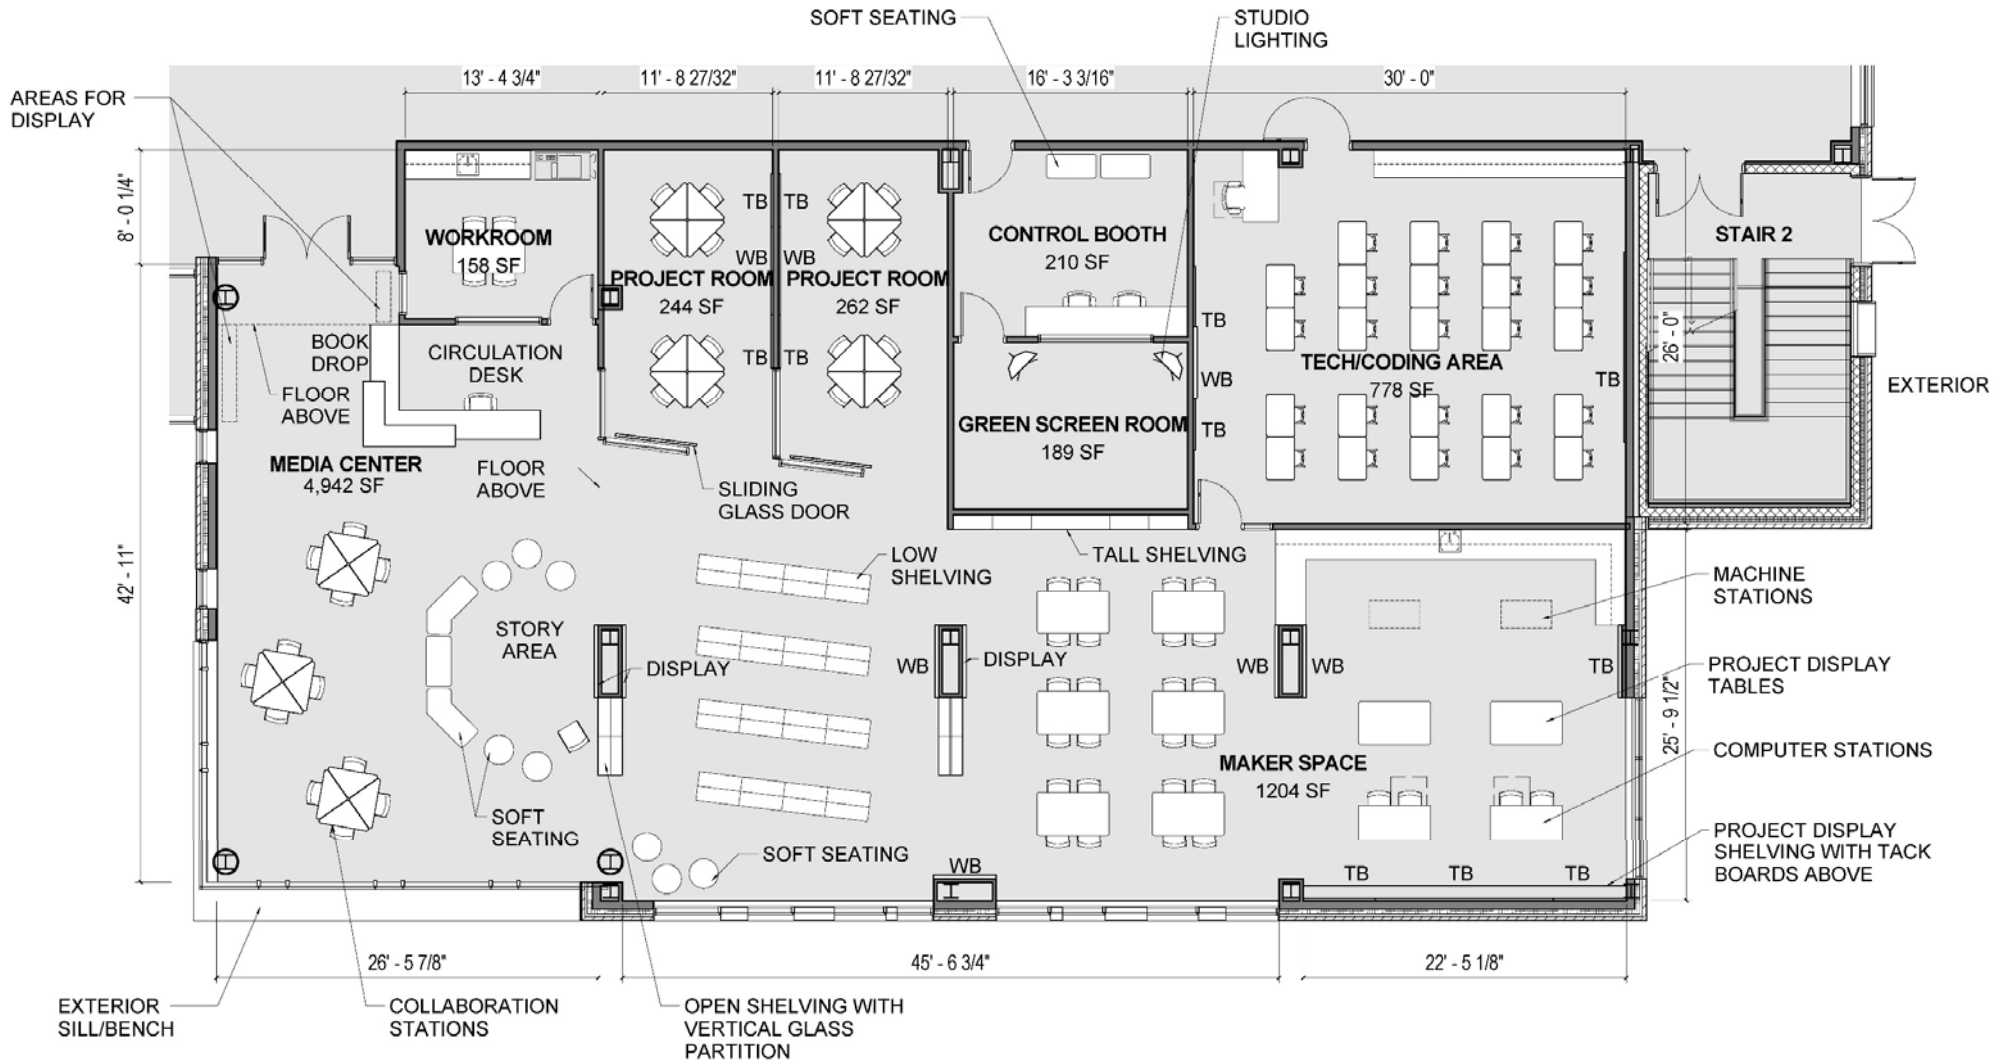 SOFT SEATING
STUDIO
LIGHTING
13' - 4 3/4"
11' - 8 27/32"
11' - 8 27/32"
16' - 3 3/16"
30' - 0"
AREAS FOR
DISPLAY
8' - 0 1/4"
WORKROOM
158 SF
TB
TB
WB
WB
PROJECT ROOM
244 SF
PROJECT ROOM
262 SF
TB
TB
CONTROL BOOTH
210 SF
STAIR 2
26' - 0"
EXTERIOR
BOOK
DROP
CIRCULATION
DESK
FLOOR
ABOVE
TB
WB
TB
TECH/CODING AREA
778 SF
TB
GREEN SCREEN ROOM
189 SF
MEDIA CENTER
4,942 SF
FLOOR
ABOVE
SLIDING
GLASS DOOR
42' - 11"
LOW
SHELVING
TALL SHELVING
MACHINE
STATIONS
STORY
AREA
DISPLAY
WB
DISPLAY
WB
WB
TB
PROJECT DISPLAY
TABLES
25' - 9 1/2"
COMPUTER STATIONS
MAKER SPACE
1204 SF
SOFT
SEATING
SOFT SEATING
WB
TB
TB
TB
PROJECT DISPLAY
SHELVING WITH TACK
BOARDS ABOVE
26' - 5 7/8"
45' - 6 3/4"
22' - 5 1/8"
EXTERIOR
SILL/BENCH
COLLABORATION
STATIONS
OPEN SHELVING WITH
VERTICAL GLASS
PARTITION